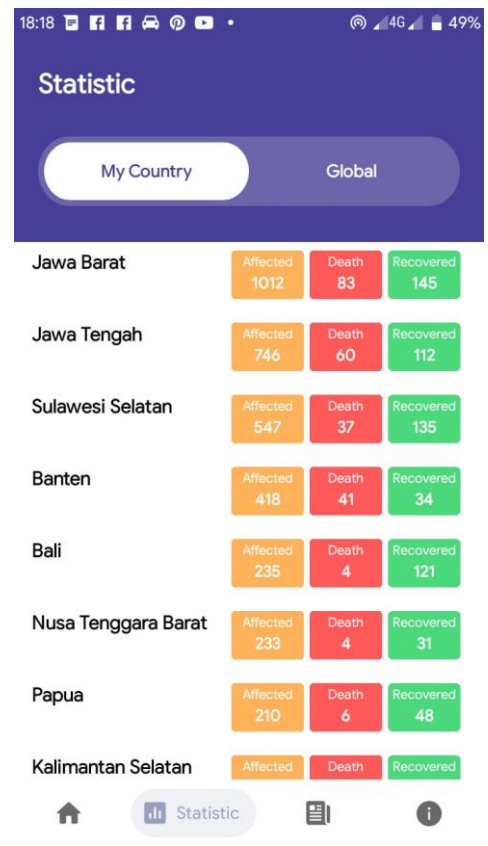 18:18 4G 49%
Statistic
My Country Global
Jawa Barat Affected 1012 Death 83 Recovered 145
Jawa Tengah Affected 746 Death 60 Recovered 112
Sulawesi Selatan Affected 547 Death 37 Recovered 135
Banten Affected 418 Death 41 Recovered 34
Bali Affected 235 Death 4 Recovered 121
Nusa Tenggara Barat Affected 233 Death 4 Recovered 31
Papua Affected 210 Death 6 Recovered 48
Kalimantan Selatan Affected Death Recovered
Statistic